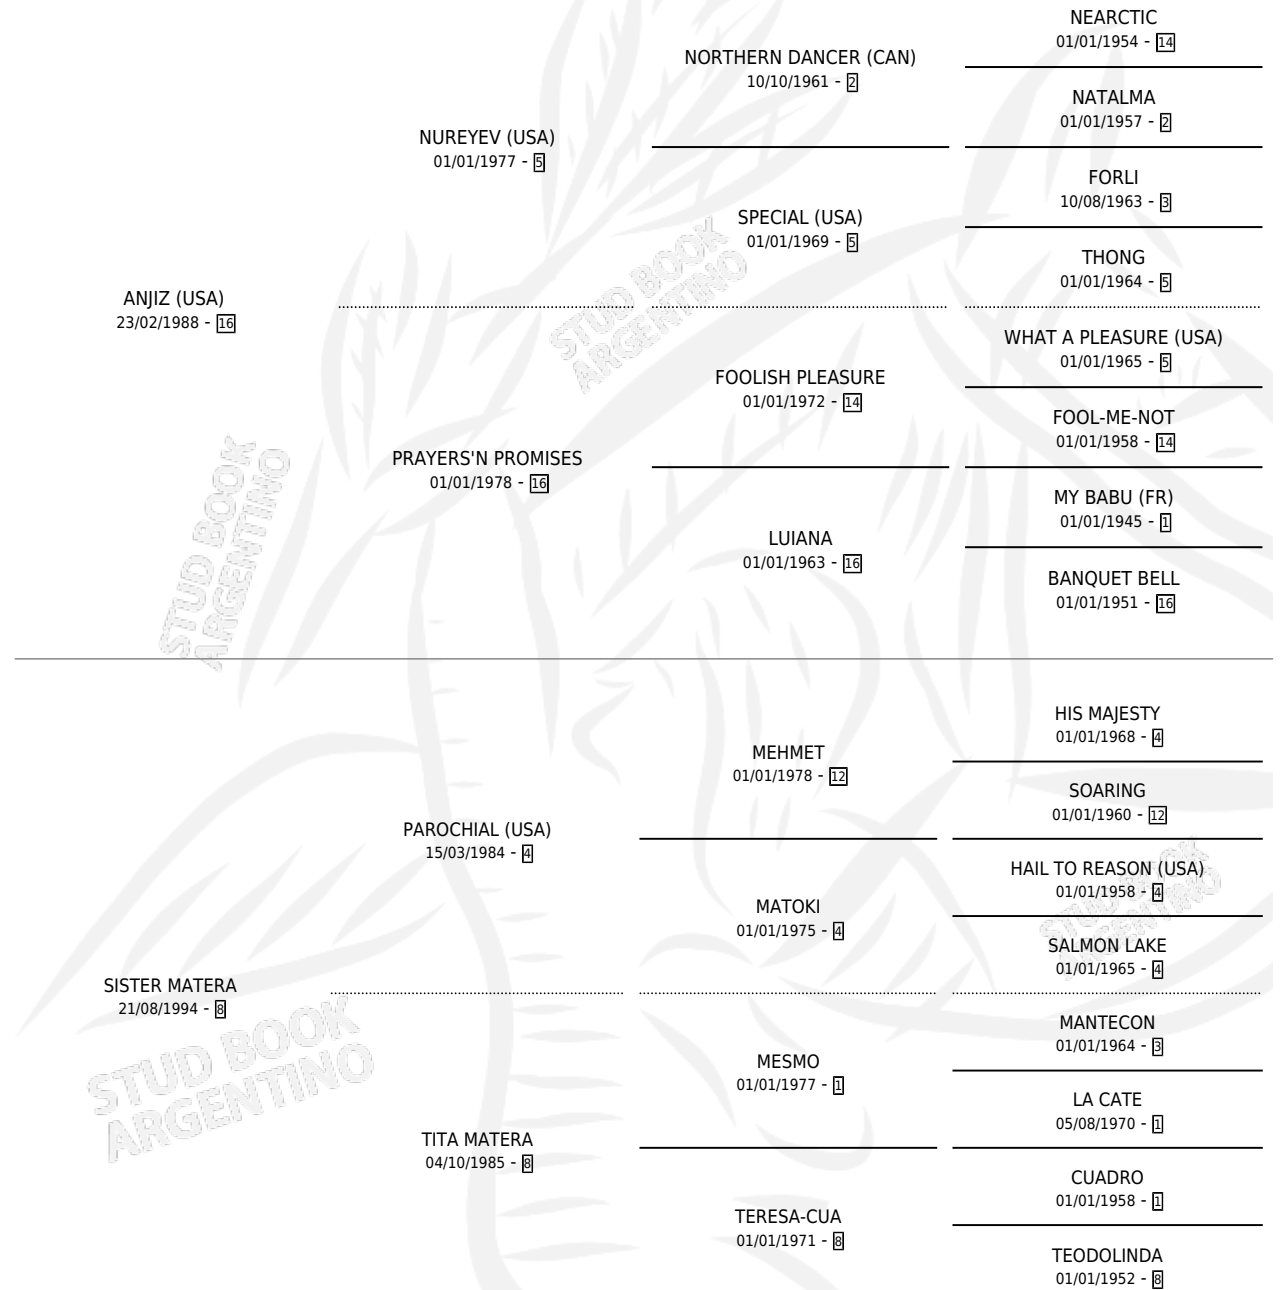 NEARCTIC
01/01/1954 - 14
NORTHERN DANCER (CAN)
10/10/1961 - 2
NATALMA
01/01/1957 - 2
NUREYEV (USA)
01/01/1977 - 5
FORLI
10/08/1963 - 3
SPECIAL (USA)
01/01/1969 - 5
THONG
01/01/1964 - 5
ANJIZ (USA)
23/02/1988 - 16
WHAT A PLEASURE (USA)
01/01/1965 - 5
FOOLISH PLEASURE
01/01/1972 - 14
FOOL-ME-NOT
01/01/1958 - 14
PRAYERS'N PROMISES
01/01/1978 - 16
MY BABU (FR)
01/01/1945 - 1
LUIANA
01/01/1963 - 16
BANQUET BELL
01/01/1951 - 16
HIS MAJESTY
01/01/1968 - 4
MEHMET
01/01/1978 - 12
SOARING
01/01/1960 - 12
PAROCHIAL (USA)
15/03/1984 - 4
HAIL TO REASON (USA)
01/01/1958 - 4
MATOKI
01/01/1975 - 4
SALMON LAKE
01/01/1965 - 4
SISTER MATERA
21/08/1994 - 8
MANTECON
01/01/1964 - 3
MESMO
01/01/1977 - 1
LA CATE
05/08/1970 - 1
TITA MATERA
04/10/1985 - 8
CUADRO
01/01/1958 - 1
TERESA-CUA
01/01/1971 - 8
TEODOLINDA
01/01/1952 - 8
STUD BOOK
ARGENTINO
STUD BOOK
ARGENTINO
STUD BOOK
ARGENTINO
STUD BOOK
ARGENTINO